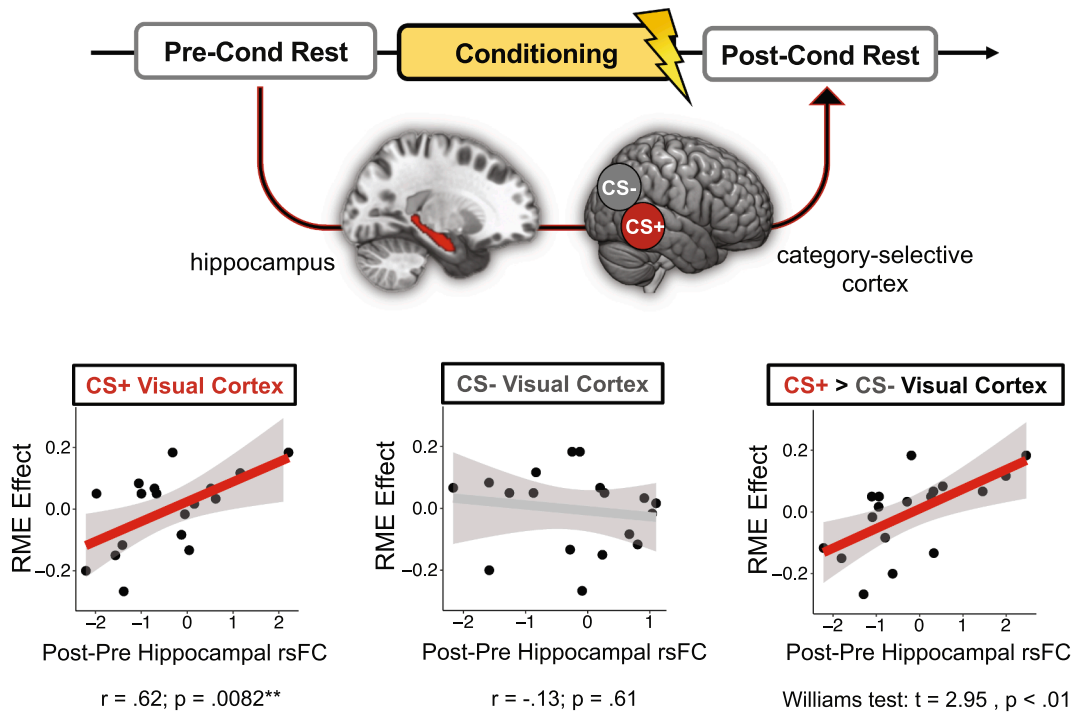 Pre-Cond Rest
Conditioning
Post-Cond Rest
CS-
CS+
hippocampus
category-selective
cortex
CS+ Visual Cortex
RME Effect
0.2
0.0
−0.2
−2
−1
0
1
2
Post-Pre Hippocampal rsFC
r = .62; p = .0082**
CS- Visual Cortex
RME Effect
0.2
0.0
−0.2
−2
−1
0
1
Post-Pre Hippocampal rsFC
r = -.13; p = .61
CS+ > CS- Visual Cortex
RME Effect
0.2
0.0
−0.2
−2
−1
0
1
2
Post-Pre Hippocampal rsFC
Williams test: t = 2.95 , p < .01